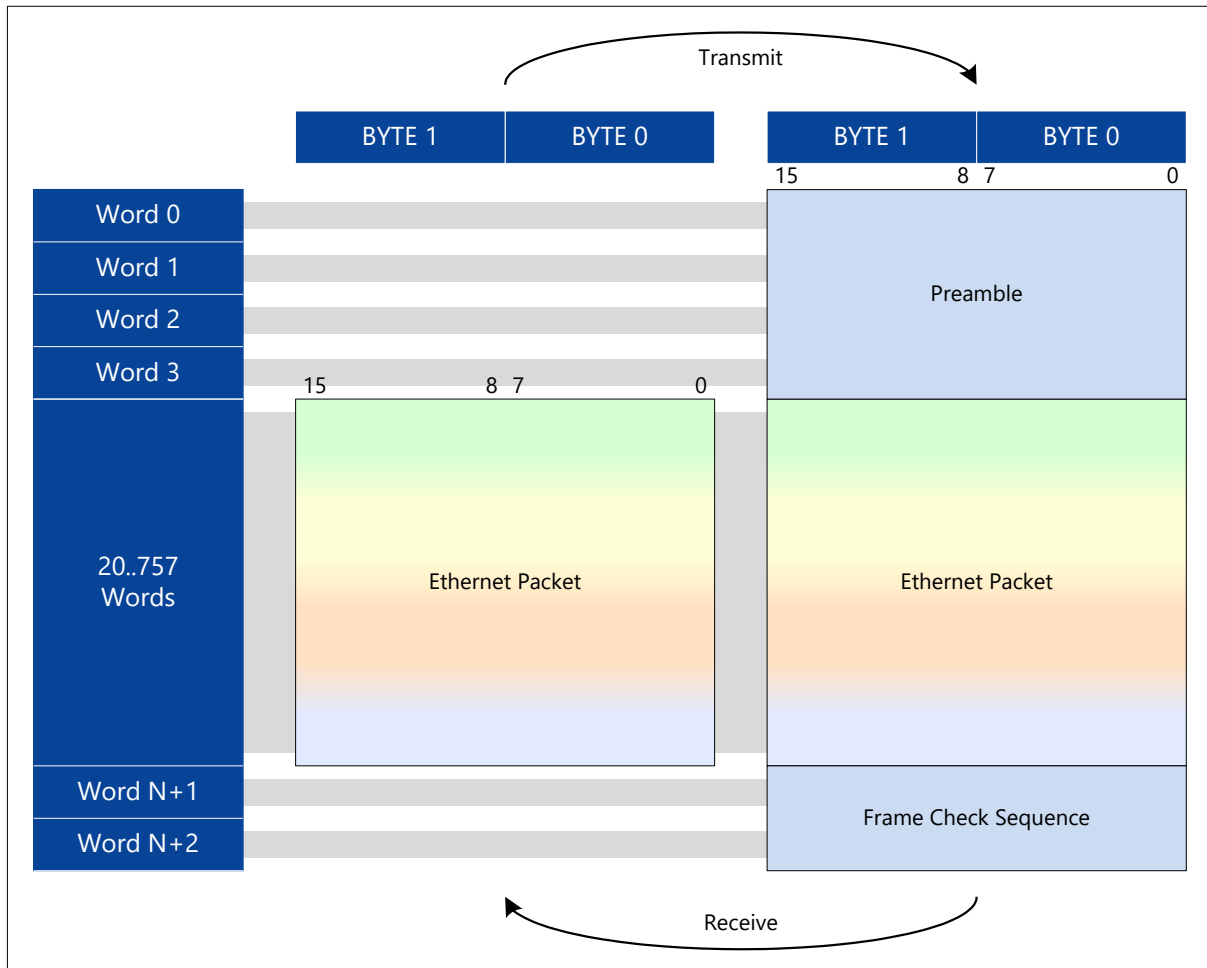 Transmit
BYTE 1 BYTE 0 BYTE 1 BYTE 0
15 8 7 0
Word 0
Word 1
Preamble
Word 2
Word 3
15 8 7 0
20..757
Words
Ethernet Packet Ethernet Packet
Word N+1
Frame Check Sequence
Word N+2
Receive